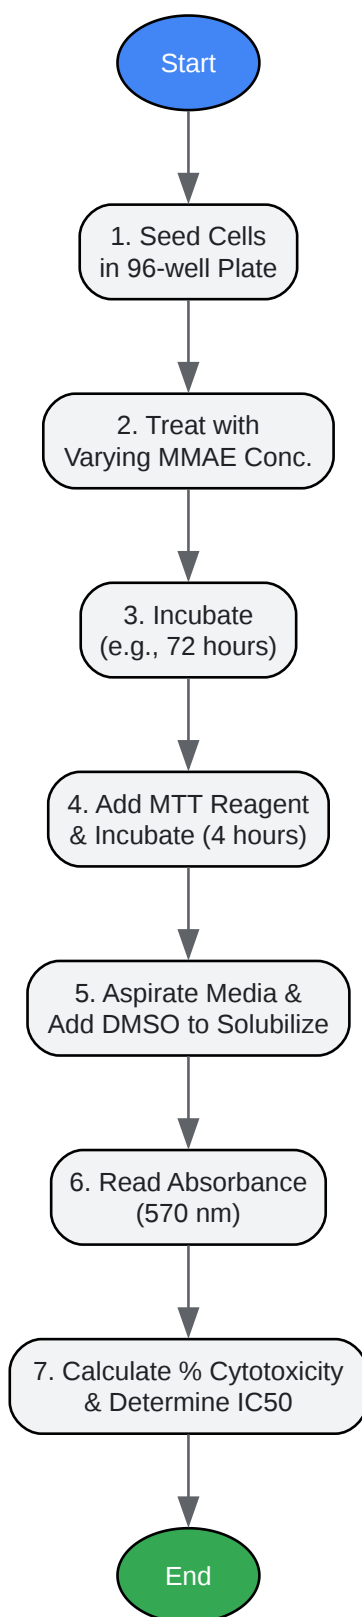 Start
1. Seed Cells
in 96-well Plate
2. Treat with
Varying MMAE Conc.
3. Incubate
(e.g., 72 hours)
4. Add MTT Reagent
& Incubate (4 hours)
5. Aspirate Media &
Add DMSO to Solubilize
6. Read Absorbance
(570 nm)
7. Calculate % Cytotoxicity
& Determine IC50
End